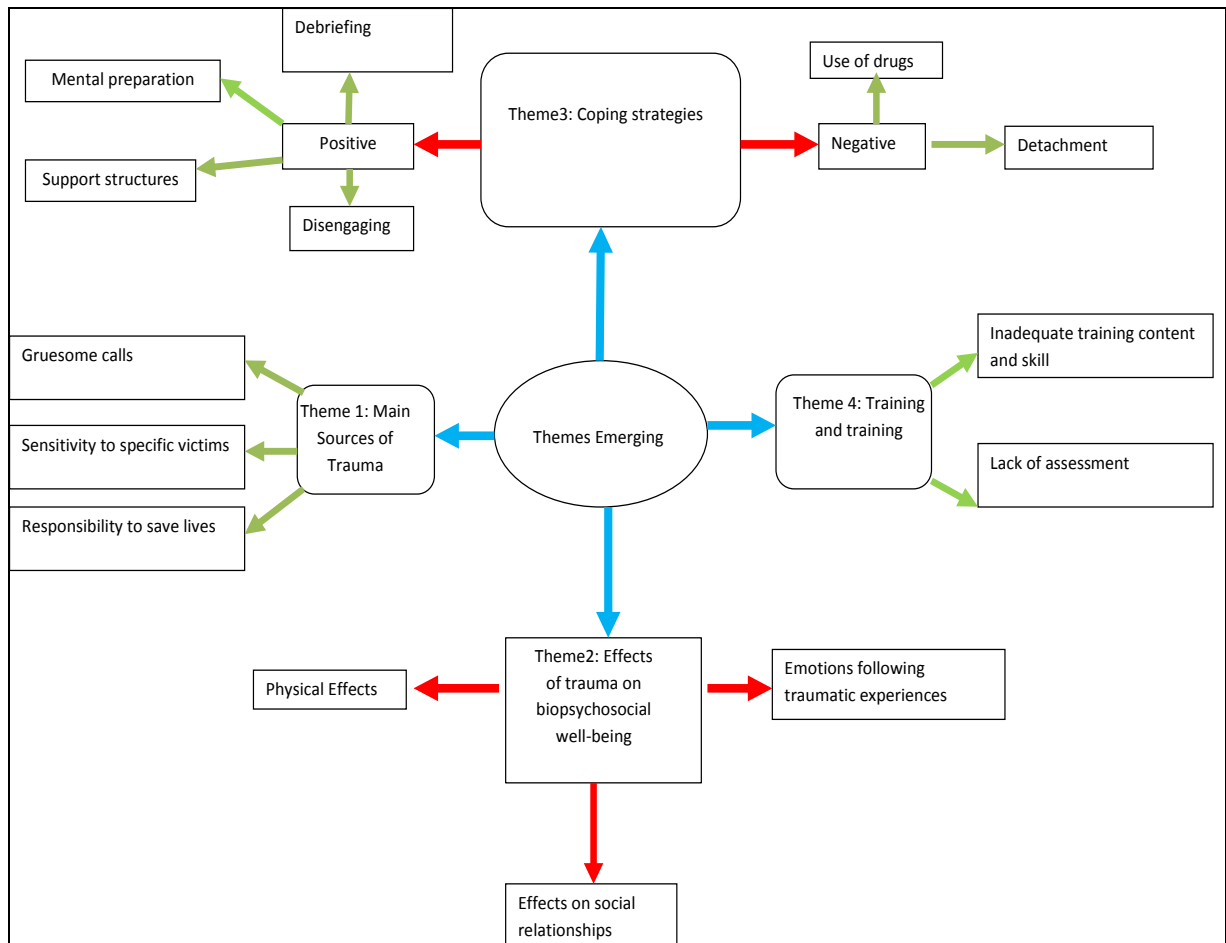 Debriefing
Mental preparation
Use of drugs
Theme3: Coping strategies
Positive
Negative
Detachment
Support structures
Disengaging
Gruesome calls
Inadequate training content
and skill
Theme 1: Main
Sources of
Trauma
Theme 4: Training
and training
Themes Emerging
Sensitivity to specific victims
Lack of assessment
Responsibility to save lives
Theme2: Effects
of trauma on
biopsychosocial
well-being
Physical Effects
Emotions following
traumatic experiences
Effects on social
relationships